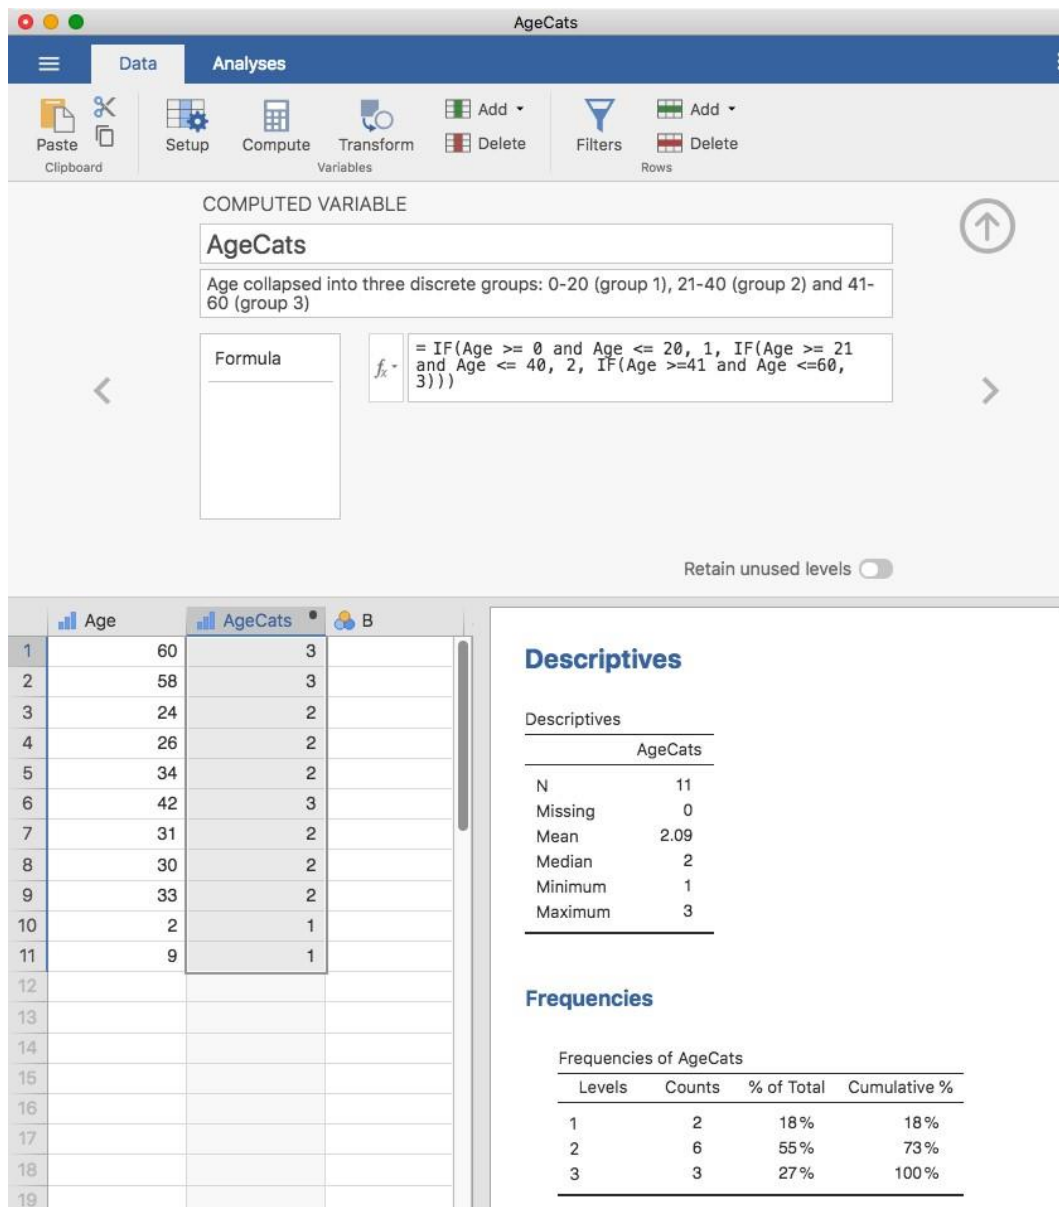 AgeCats
Data Analyses
Paste
Clipboard
Setup Compute Transform Add Delete
Variables
Filters Add Delete
Rows
COMPUTED VARIABLE
AgeCats
Age collapsed into three discrete groups: 0-20 (group 1), 21-40 (group 2) and 41-
60 (group 3)
Formula
fx
= IF(Age >= 0 and Age <= 20, 1, IF(Age >= 21
and Age <= 40, 2, IF(Age >=41 and Age <=60,
3)))
Retain unused levels
Age AgeCats B
1 60 3
2 58 3
3 24 2
4 26 2
5 34 2
6 42 3
7 31 2
8 30 2
9 33 2
10 2 1
11 9 1
12
13
14
15
16
17
18
19
Descriptives
Descriptives
AgeCats
N 11
Missing 0
Mean 2.09
Median 2
Minimum 1
Maximum 3
Frequencies
Frequencies of AgeCats
Levels Counts % of Total Cumulative %
1 2 18% 18%
2 6 55% 73%
3 3 27% 100%